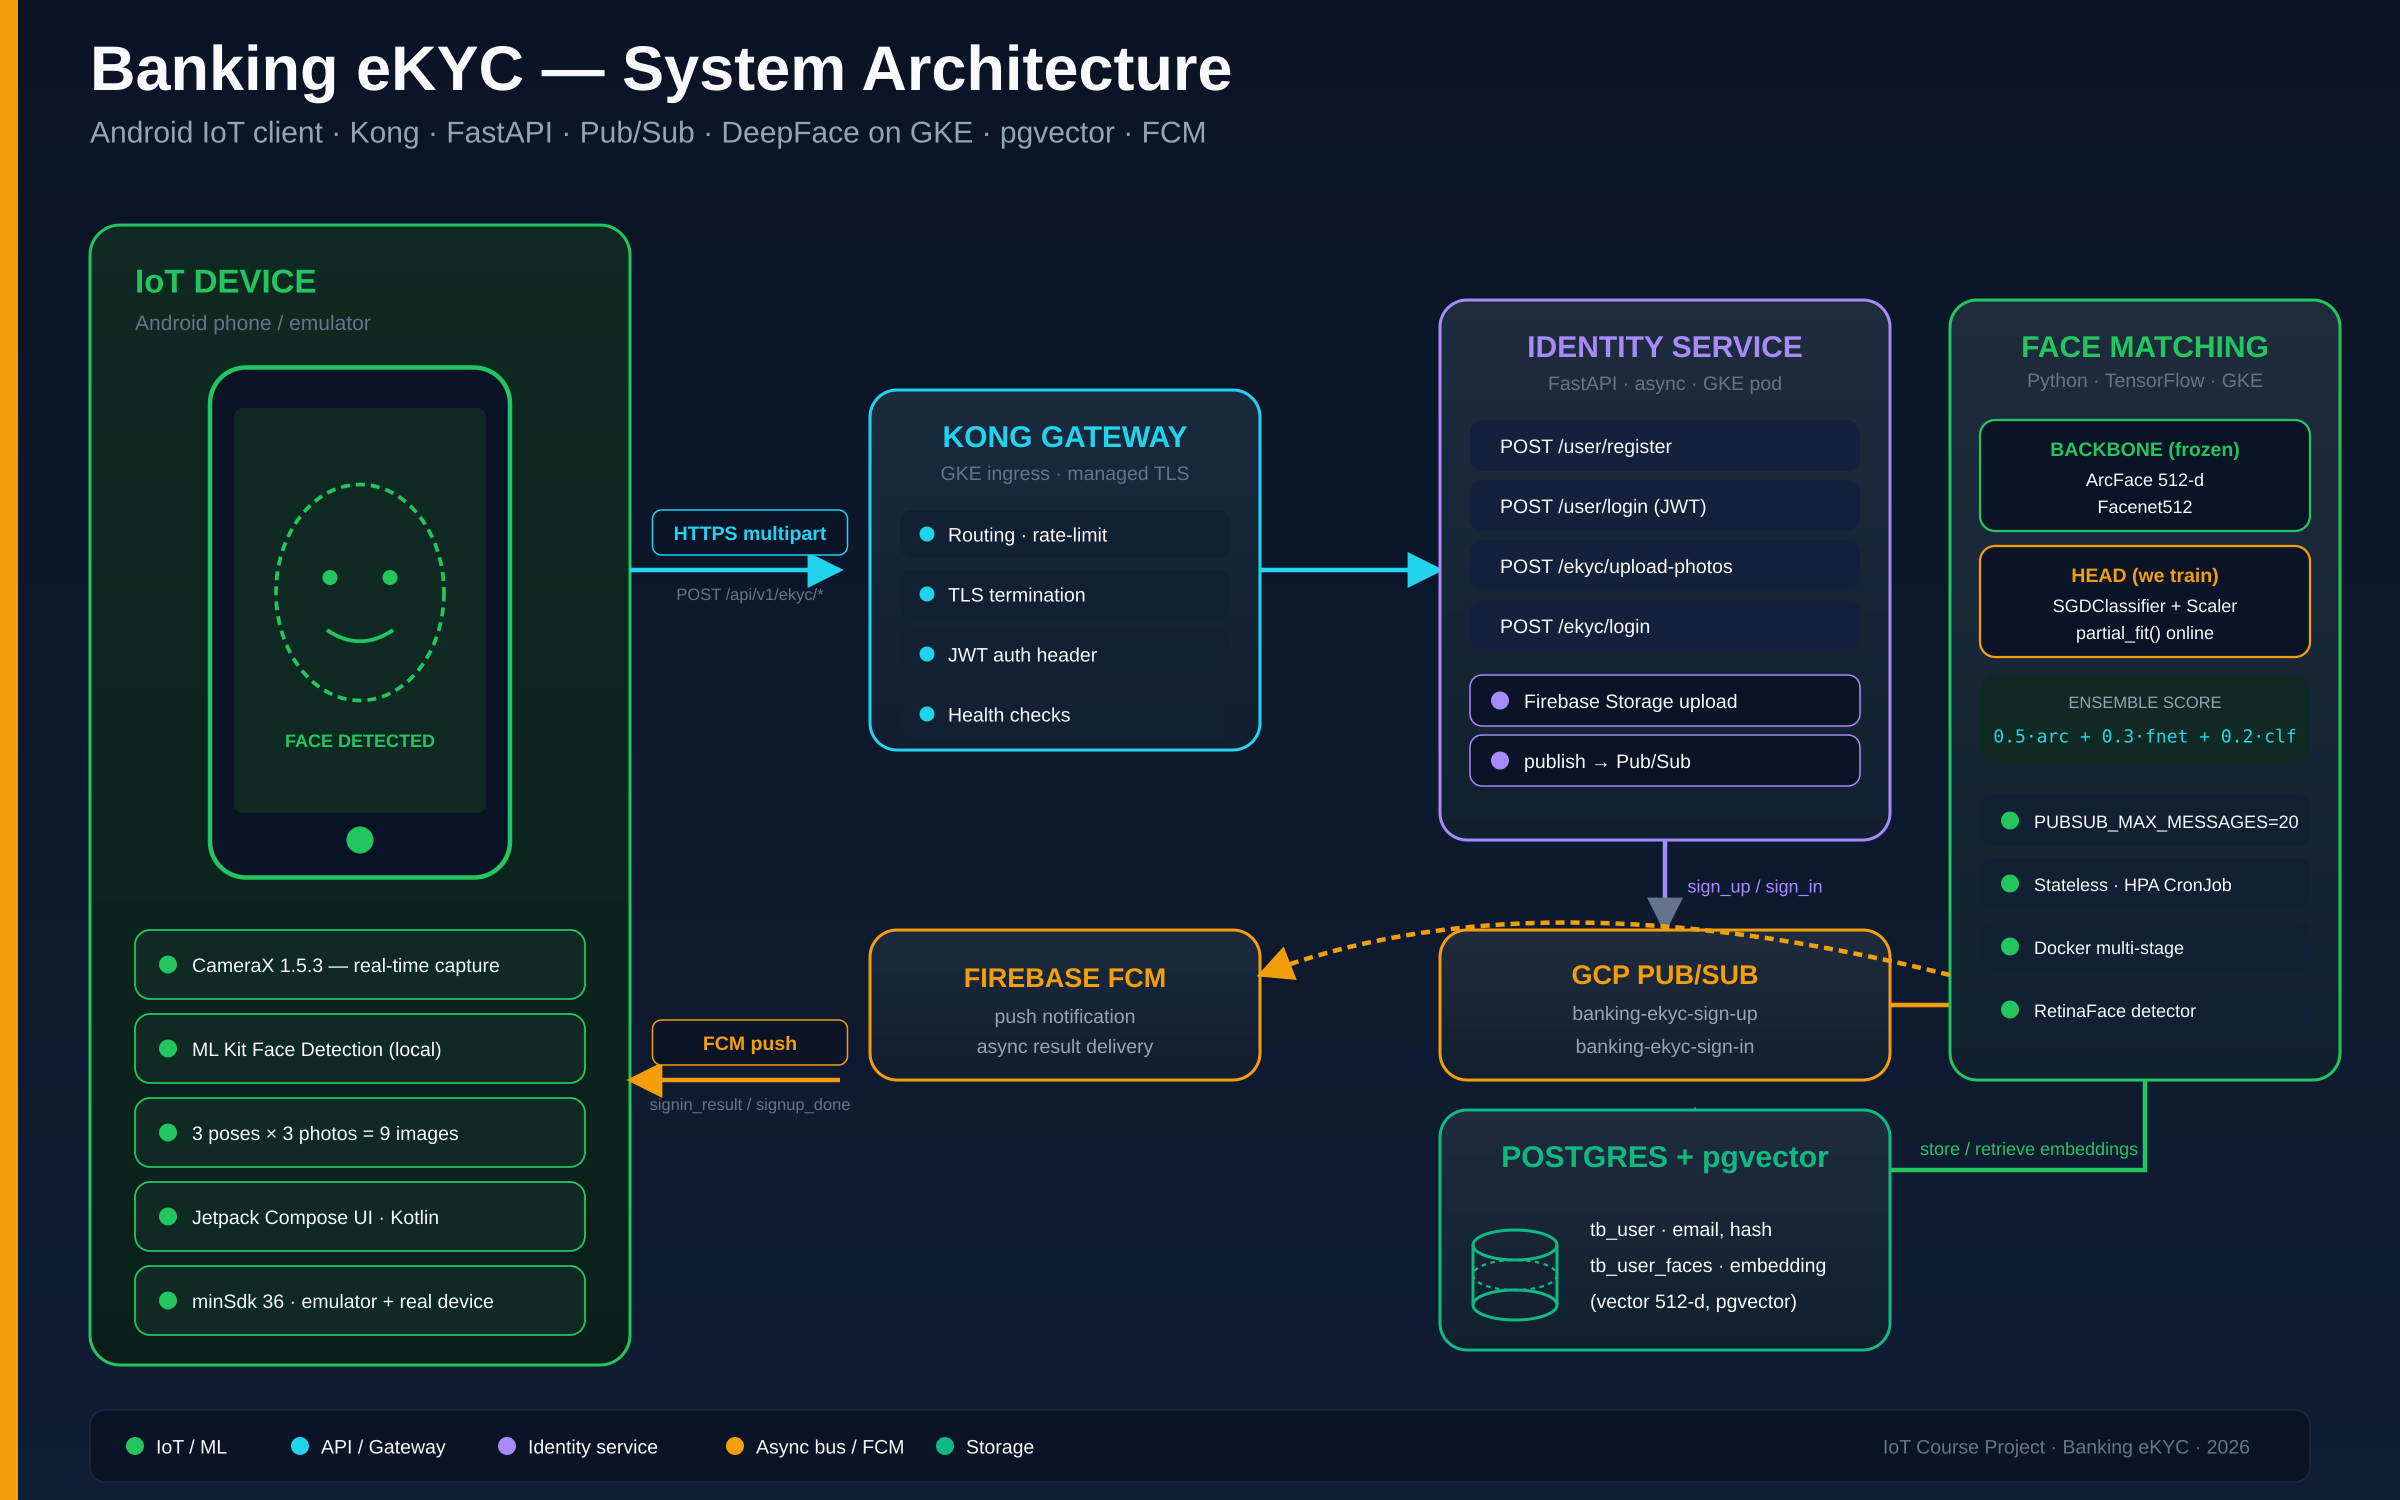 Banking eKYC — System Architecture
Android IoT client · Kong · FastAPI · Pub/Sub · DeepFace on GKE · pgvector · FCM
IoT DEVICE
Android phone / emulator
FACE DETECTED
CameraX 1.5.3 — real-time capture
ML Kit Face Detection (local)
3 poses × 3 photos = 9 images
Jetpack Compose UI · Kotlin
minSdk 36 · emulator + real device
HTTPS multipart
POST /api/v1/ekyc/*
KONG GATEWAY
GKE ingress · managed TLS
Routing · rate-limit
TLS termination
JWT auth header
Health checks
FCM push
signin_result / signup_done
FIREBASE FCM
push notification
async result delivery
IDENTITY SERVICE
FastAPI · async · GKE pod
POST /user/register
POST /user/login (JWT)
POST /ekyc/upload-photos
POST /ekyc/login
Firebase Storage upload
publish → Pub/Sub
sign_up / sign_in
GCP PUB/SUB
banking-ekyc-sign-up
banking-ekyc-sign-in
POSTGRES + pgvector
tb_user · email, hash
tb_user_faces · embedding
(vector 512-d, pgvector)
FACE MATCHING
Python · TensorFlow · GKE
BACKBONE (frozen)
ArcFace 512-d
Facenet512
HEAD (we train)
SGDClassifier + Scaler
partial_fit() online
ENSEMBLE SCORE
0.5·arc + 0.3·fnet + 0.2·clf
PUBSUB_MAX_MESSAGES=20
Stateless · HPA CronJob
Docker multi-stage
RetinaFace detector
store / retrieve embeddings
IoT / ML
API / Gateway
Identity service
Async bus / FCM
Storage
IoT Course Project · Banking eKYC · 2026